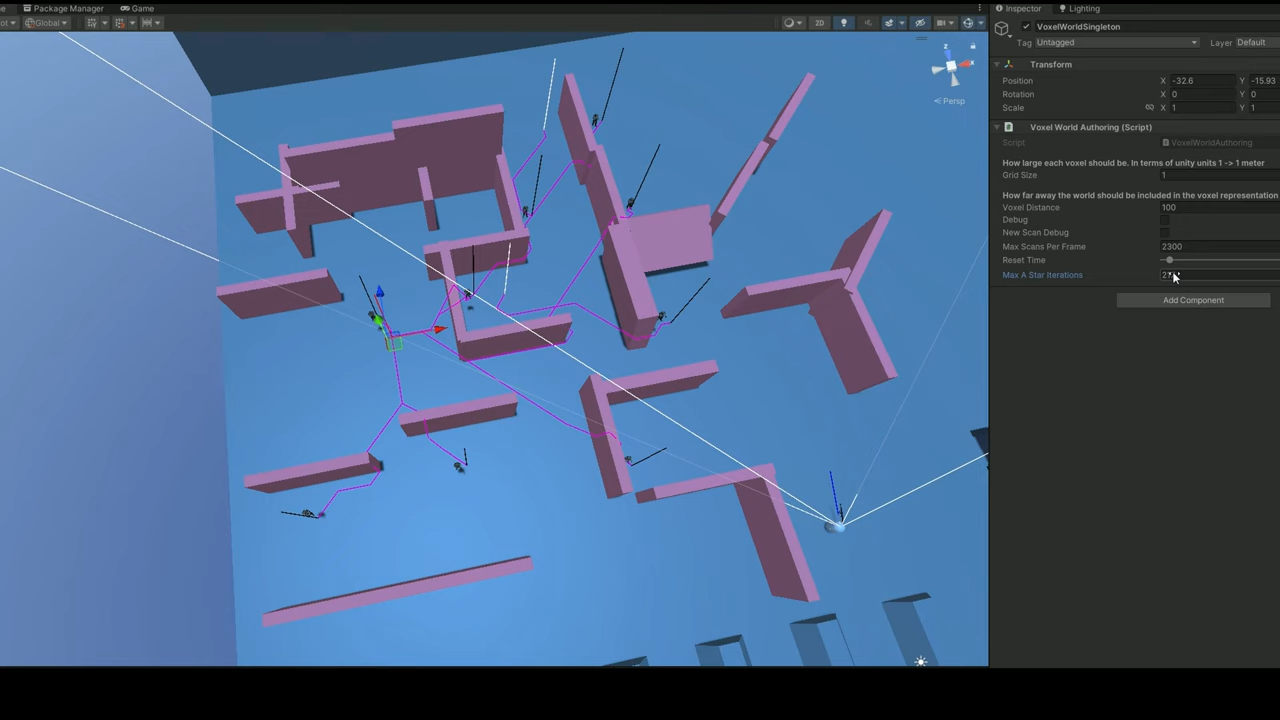 Package Manager
Game
Inspector
Lighting
Global
2D
VoxelWorldSingleton
Tag Untagged Layer Default
Transform
Position X -32.6 Y -15.93
Rotation X 0 Y 0
Scale X 1 Y 1
Voxel World Authoring (Script)
Script VoxelWorldAuthoring
How large each voxel should be. In terms of unity units 1 -> 1 meter
Grid Size 1
How far away the world should be included in the voxel representation
Voxel Distance 100
Debug
New Scan Debug
Max Scans Per Frame 2300
Reset Time
Max A Star Iterations
Add Component
z
x
Persp